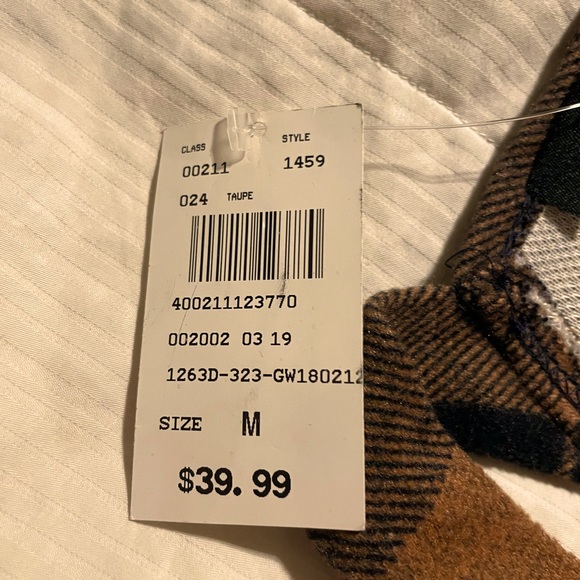 CLASS STYLE
00211 1459
024 TAUPE
400211123770
002002 03 19
1263D-323-GW180212
SIZE M
$39.99